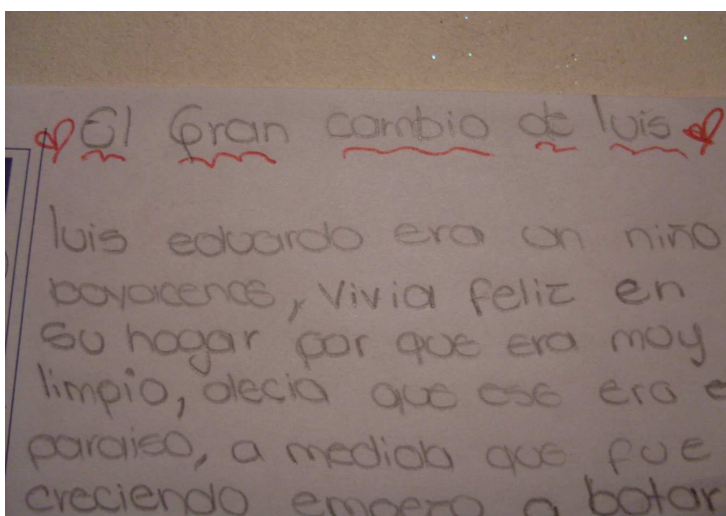 El Gran cambio de luis
luis eduardo era un niño
boyacence, vivia feliz en
su hogar por que era muy
limpio, decia que ese era e
paraiso, a medida que fue
creciendo empezo a botar